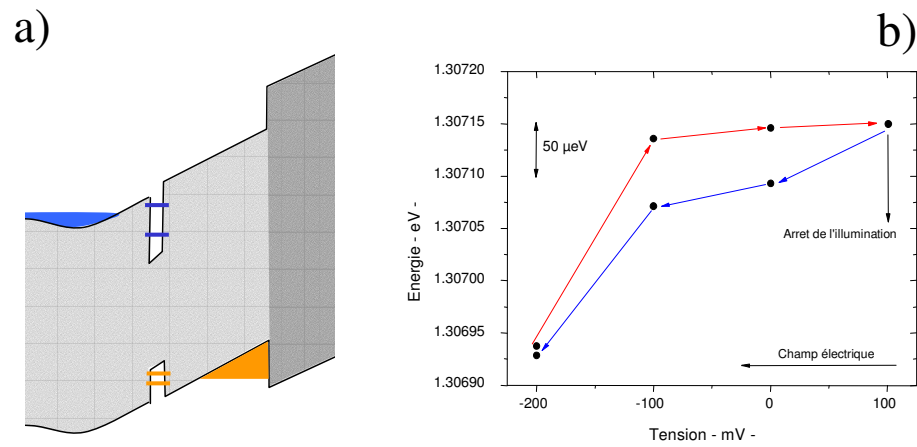 a)
b)
1.30720
1.30715
1.30710
1.30705
1.30700
1.30695
1.30690
Energie - eV -
50 µeV
Arret de l'illumination
Champ électrique
-200
-100
0
100
Tension - mV -